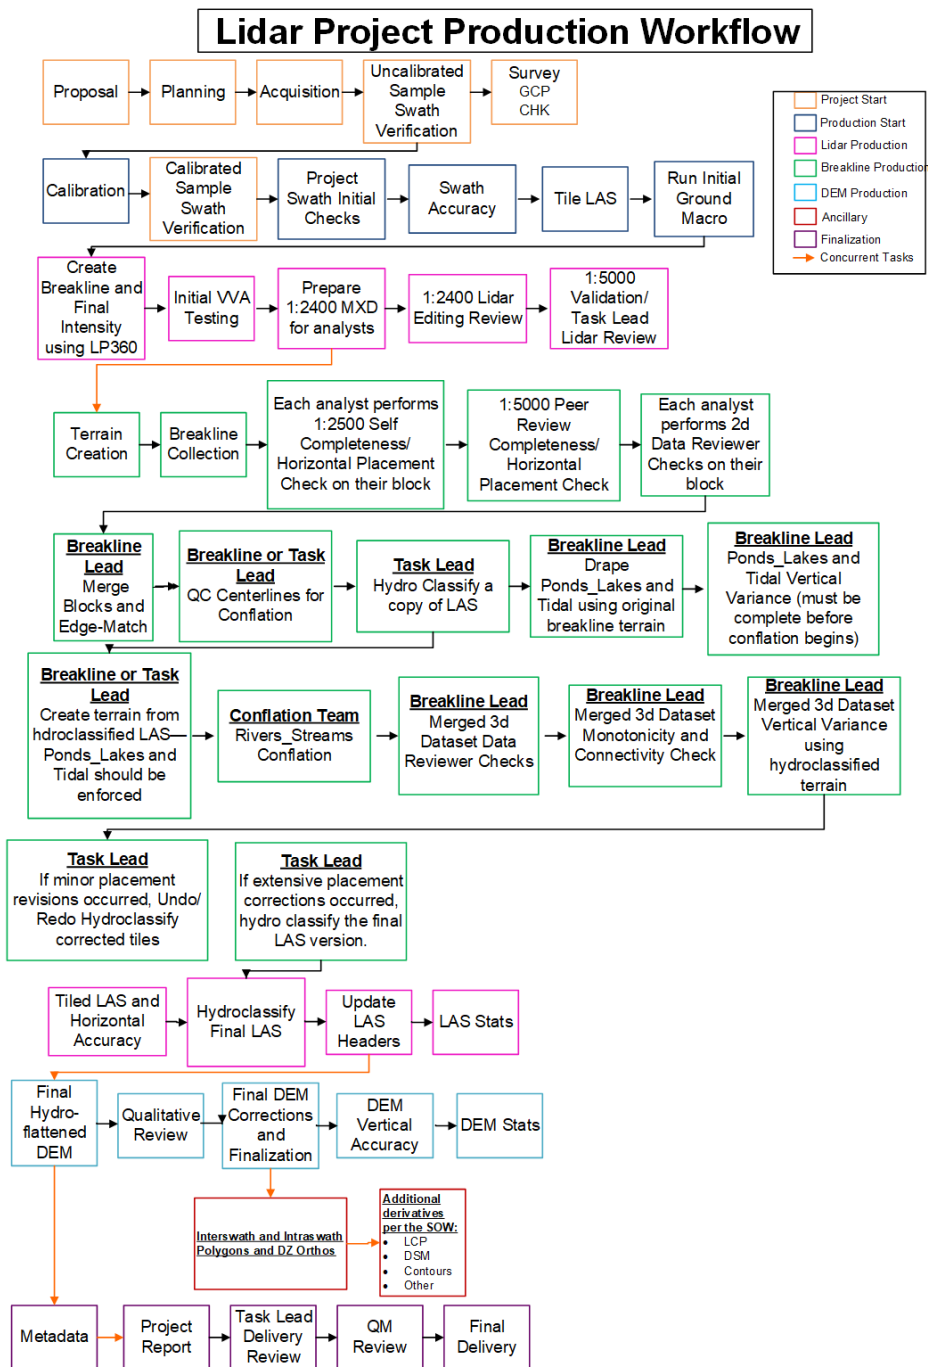 Lidar Project Production Workflow
Proposal
Planning
Acquisition
Uncalibrated
Sample
Swath
Verification
Survey
GCP
CHK
Project Start
Production Start
Lidar Production
Breakline Production
DEM Production
Ancillary
Finalization
Concurrent Tasks
Calibration
Calibrated
Sample
Swath
Verification
Project
Swath Initial
Checks
Swath
Accuracy
Tile LAS
Run Initial
Ground
Macro
Create
Breakline and
Final
Intensity
using LP360
Initial VVA
Testing
Prepare
1:2400 MXD
for analysts
1:2400 Lidar
Editing Review
1:5000
Validation/
Task Lead
Lidar Review
Terrain
Creation
Breakline
Collection
Each analyst performs
1:2500 Self
Completeness/
Horizontal Placement
Check on their block
1:5000 Peer
Review
Completeness/
Horizontal
Placement Check
Each analyst
performs 2d
Data Reviewer
Checks on their
block
Breakline
Lead
Merge
Blocks and
Edge-Match
Breakline or Task
Lead
QC Centerlines for
Conflation
Task Lead
Hydro Classify a
copy of LAS
Breakline Lead
Drape
Ponds_Lakes and
Tidal using original
breakline terrain
Breakline Lead
Ponds_Lakes and
Tidal Vertical
Variance (must be
complete before
conflation begins)
Breakline or Task
Lead
Create terrain from
hdroclassified LAS—
Ponds_Lakes and
Tidal should be
enforced
Conflation Team
Rivers_Streams
Conflation
Breakline Lead
Merged 3d
Dataset Data
Reviewer Checks
Breakline Lead
Merged 3d Dataset
Monotonicity and
Connectivity Check
Breakline Lead
Merged 3d Dataset
Vertical Variance
using
hydroclassified
terrain
Task Lead
If minor placement
revisions occurred, Undo/
Redo Hydroclassify
corrected tiles
Task Lead
If extensive placement
corrections occurred,
hydro classify the final
LAS version.
Tiled LAS and
Horizontal
Accuracy
Hydroclassify
Final LAS
Update
LAS
Headers
LAS Stats
Final
Hydro-
flattened
DEM
Qualitative
Review
Final DEM
Corrections
and
Finalization
DEM
Vertical
Accuracy
DEM Stats
Interswath and Intraswath
Polygons and DZ Orthos
Additional
derivatives
per the SOW:
• LCP
• DSM
• Contours
• Other
Metadata
Project
Report
Task Lead
Delivery
Review
QM
Review
Final
Delivery